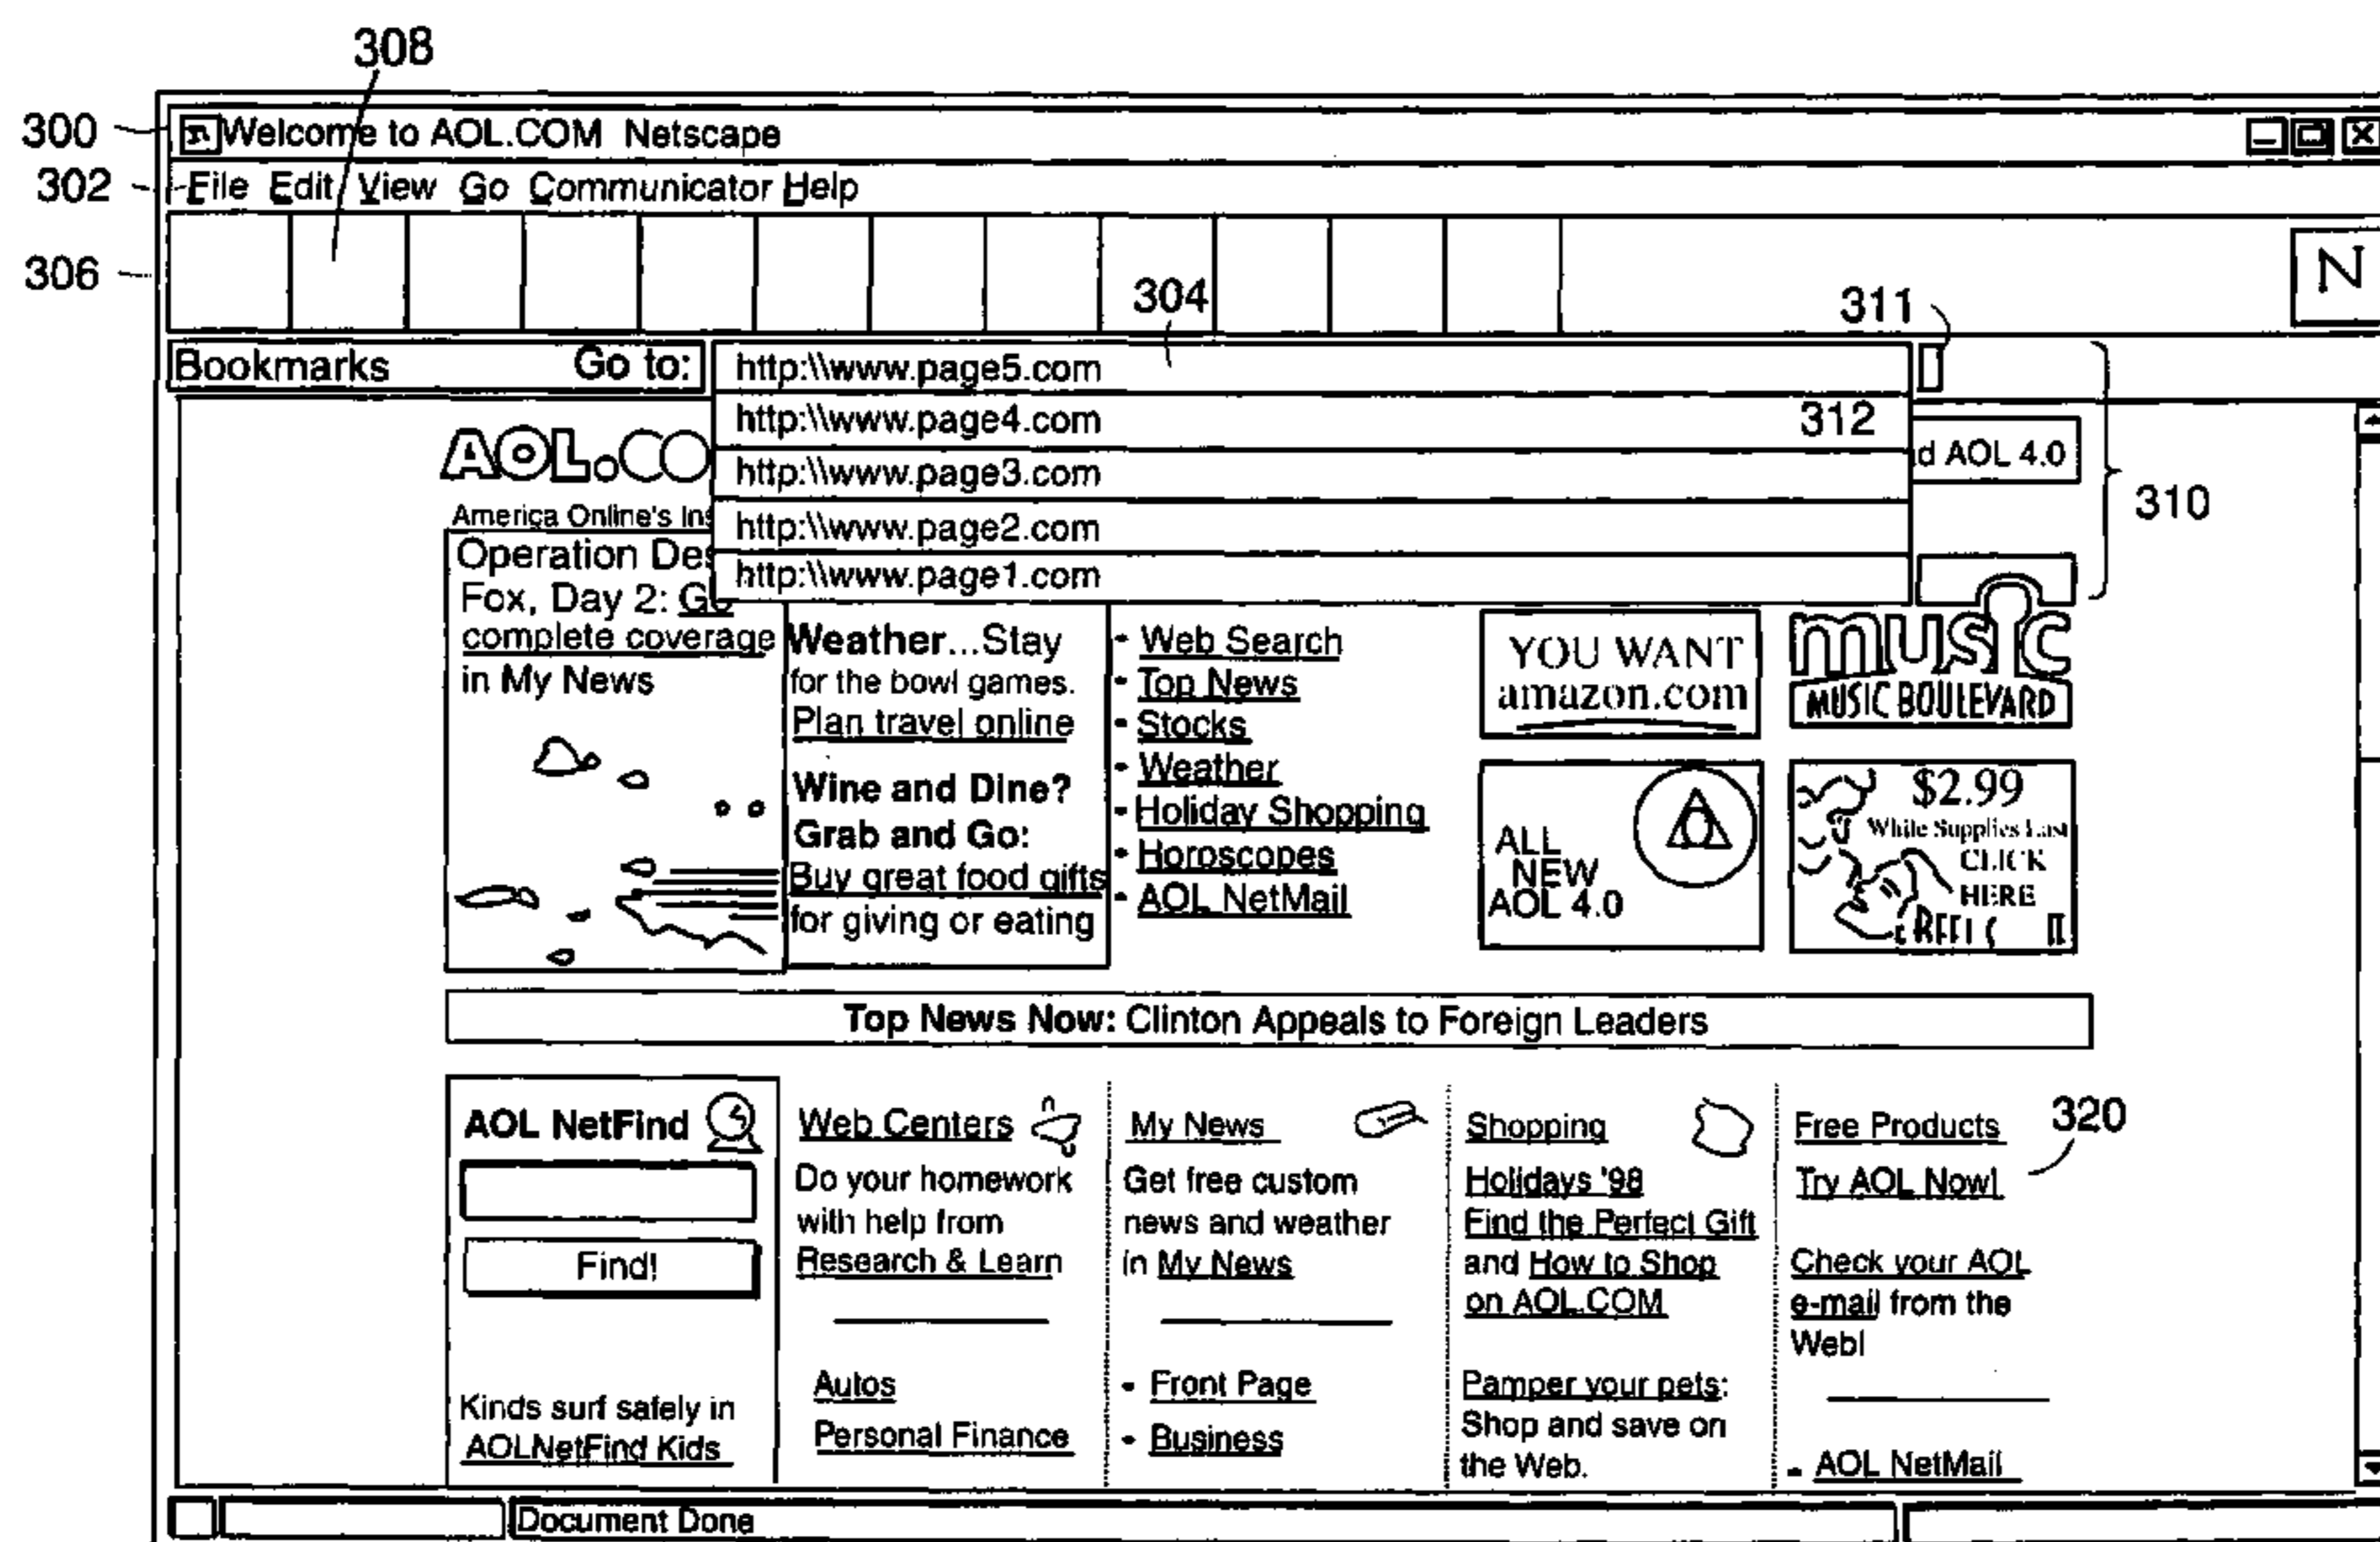 308
300
Welcome to AOL.COM Netscape
302
File Edit View Go Communicator Help
306
N
304
311
Bookmarks Go to:
http:\\www.page5.com
http:\\www.page4.com
312
http:\\www.page3.com
http:\\www.page2.com
http:\\www.page1.com
310
AOL.CO
d AOL 4.0
America Online's Ins
Operation Des
Fox, Day 2: Go
complete coverage
in My News
Weather...Stay
for the bowl games.
Plan travel online
Wine and Dine?
Grab and Go:
Buy great food gifts
for giving or eating
- Web Search
- Top News
- Stocks
- Weather
- Holiday Shopping
- Horoscopes
- AOL NetMail
YOU WANT
amazon.com
music
MUSIC BOULEVARD
ALL
NEW
AOL 4.0
$2.99
While Supplies Last
CLICK
HERE
Top News Now: Clinton Appeals to Foreign Leaders
AOL NetFind
Find!
Kinds surf safely in
AOLNetFind Kids
Web Centers
Do your homework
with help from
Research & Learn
Autos
Personal Finance
My News
Get free custom
news and weather
in My News
- Front Page
- Business
Shopping
Holidays '98
Find the Perfect Gift
and How to Shop
on AOL.COM
Pamper your pets:
Shop and save on
the Web.
Free Products
320
Try AOL Now!
Check your AOL
e-mail from the
Web!
- AOL NetMail
Document Done